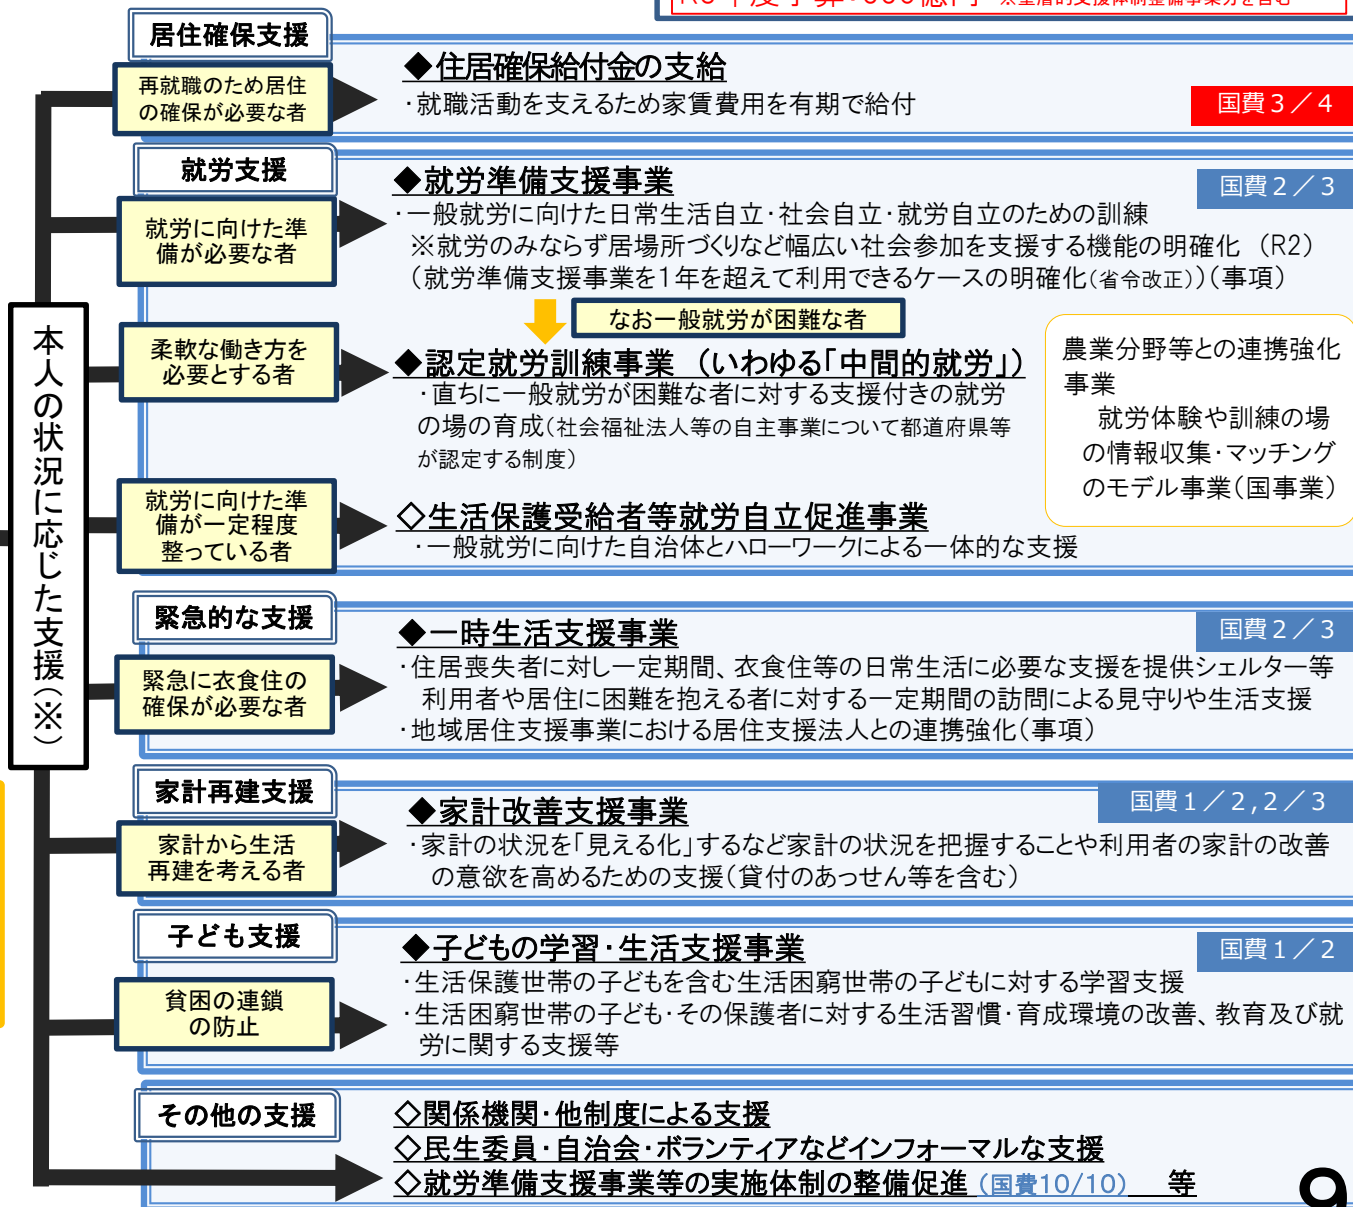 居住確保支援
再就職のため居住
の確保が必要な者
◆住居確保給付金の支給
・就職活動を支えるため家賃費用を有期で給付
国費3／4
就労支援
就労に向けた準
備が必要な者
◆就労準備支援事業
国費2／3
・一般就労に向けた日常生活自立・社会自立・就労自立のための訓練
※就労のみならず居場所づくりなど幅広い社会参加を支援する機能の明確化 （R2）
（就労準備支援事業を1年を超えて利用できるケースの明確化(省令改正)）（事項）
なお一般就労が困難な者
柔軟な働き方を
必要とする者
◆認定就労訓練事業 （いわゆる「中間的就労」）
・直ちに一般就労が困難な者に対する支援付きの就労
の場の育成（社会福祉法人等の自主事業について都道府県等
が認定する制度）
農業分野等との連携強化
事業
就労体験や訓練の場
の情報収集・マッチング
のモデル事業（国事業）
就労に向けた準
備が一定程度
整っている者
◇生活保護受給者等就労自立促進事業
・一般就労に向けた自治体とハローワークによる一体的な支援
本人の状況に応じた支援（※）
緊急的な支援
緊急に衣食住の
確保が必要な者
◆一時生活支援事業
国費2／3
・住居喪失者に対し一定期間、衣食住等の日常生活に必要な支援を提供シェルター等
利用者や居住に困難を抱える者に対する一定期間の訪問による見守りや生活支援
・地域居住支援事業における居住支援法人との連携強化（事項）
家計再建支援
家計から生活
再建を考える者
◆家計改善支援事業
国費1／2,2／3
・家計の状況を「見える化」するなど家計の状況を把握することや利用者の家計の改善
の意欲を高めるための支援（貸付のあっせん等を含む）
子ども支援
貧困の連鎖
の防止
◆子どもの学習・生活支援事業
国費1／2
・生活保護世帯の子どもを含む生活困窮世帯の子どもに対する学習支援
・生活困窮世帯の子ども・その保護者に対する生活習慣・育成環境の改善、教育及び就
労に関する支援等
その他の支援
◇関係機関・他制度による支援
◇民生委員・自治会・ボランティアなどインフォーマルな支援
◇就労準備支援事業等の実施体制の整備促進 （国費10/10） 等
9